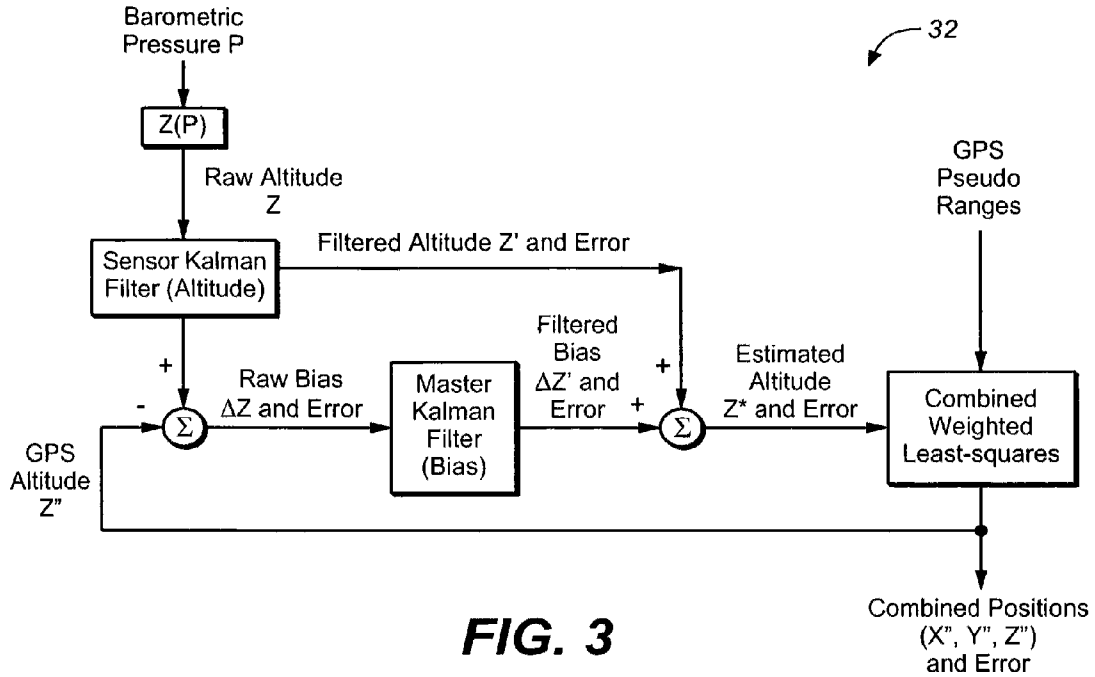 Barometric
Pressure P
32
Z(P)
Raw Altitude
Z
GPS
Pseudo
Ranges
Sensor Kalman
Filter (Altitude)
Filtered Altitude Z' and Error
+
-
Σ
Raw Bias
ΔZ and Error
Master
Kalman
Filter
(Bias)
Filtered
Bias
ΔZ' and
Error
+
+
Σ
Estimated
Altitude
Z* and Error
Combined
Weighted
Least-squares
GPS
Altitude
Z"
Combined Positions
(X", Y", Z")
and Error
FIG. 3